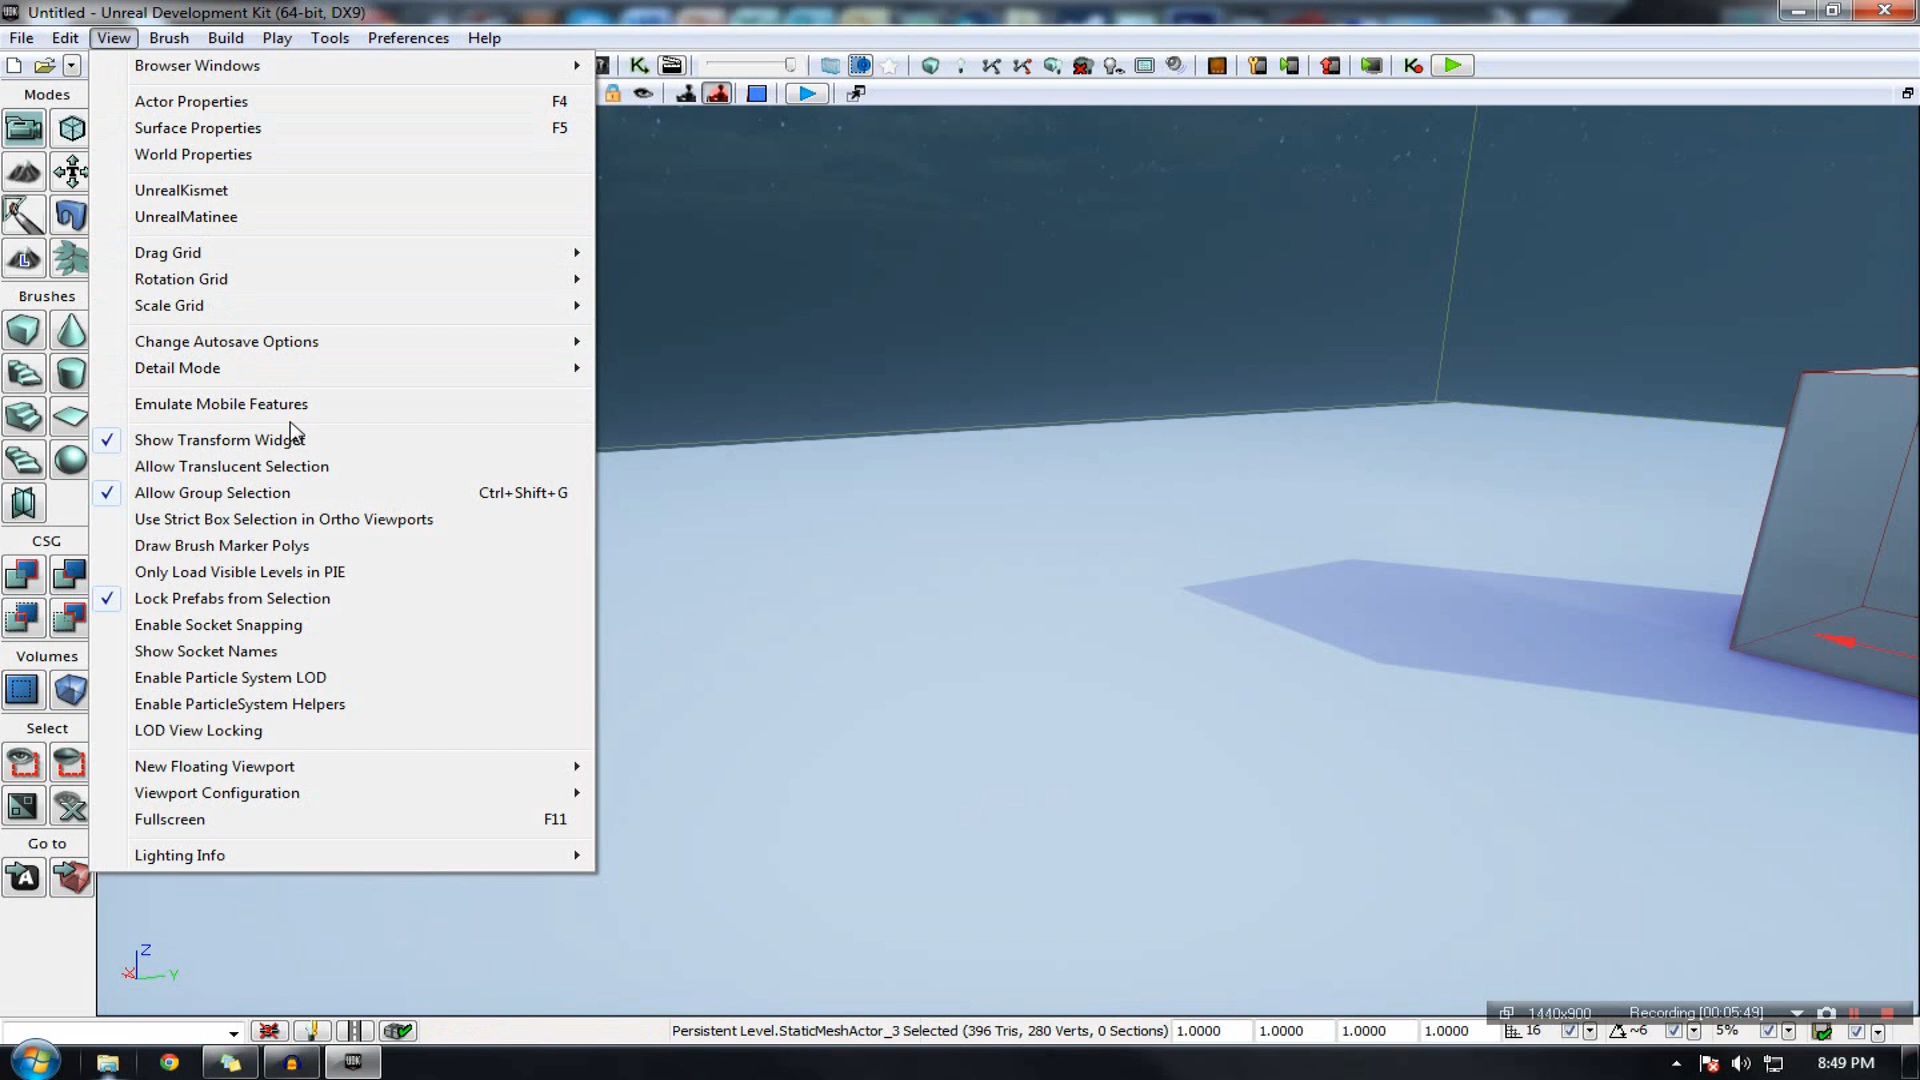 Untitled - Unreal Development Kit (64-bit, DX9)
File Edit View Brush Build Play Tools Preferences Help
Modes
Brushes
CSG
Volumes
Select
Go to
Browser Windows
Actor Properties F4
Surface Properties F5
World Properties
UnrealKismet
UnrealMatinee
Drag Grid
Rotation Grid
Scale Grid
Change Autosave Options
Detail Mode
Emulate Mobile Features
Show Transform Widget
Allow Translucent Selection
Allow Group Selection Ctrl+Shift+G
Use Strict Box Selection in Ortho Viewports
Draw Brush Marker Polys
Only Load Visible Levels in PIE
Lock Prefabs from Selection
Enable Socket Snapping
Show Socket Names
Enable Particle System LOD
Enable ParticleSystem Helpers
LOD View Locking
New Floating Viewport
Viewport Configuration
Fullscreen F11
Lighting Info
Z
X Y
1440x900 Recording [00:05:49]
Persistent Level.StaticMeshActor_3 Selected (396 Tris, 280 Verts, 0 Sections) 1.0000 1.0000 1.0000 1.0000 16 ~6 5%
8:49 PM